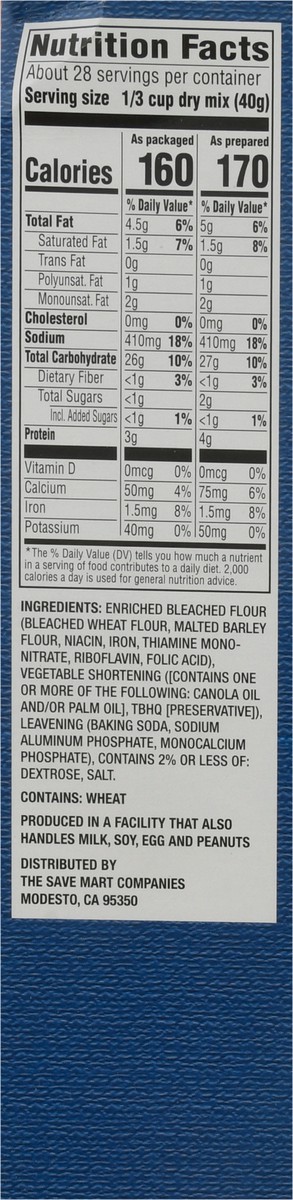 Nutrition Facts
About 28 servings per container
Serving size 1/3 cup dry mix (40g)
As packaged As prepared
Calories 160 170
% Daily Value* % Daily Value*
Total Fat 4.5g 6% 5g 6%
Saturated Fat 1.5g 7% 1.5g 8%
Trans Fat 0g 0g
Polyunsat. Fat 1g 1g
Monounsat. Fat 2g 2g
Cholesterol 0mg 0% 0mg 0%
Sodium 410mg 18% 410mg 18%
Total Carbohydrate 26g 10% 27g 10%
Dietary Fiber <1g 3% <1g 3%
Total Sugars <1g 2g
Incl. Added Sugars <1g 1% <1g 1%
Protein 3g 4g
Vitamin D 0mcg 0% 0mcg 0%
Calcium 50mg 4% 75mg 6%
Iron 1.5mg 8% 1.5mg 8%
Potassium 40mg 0% 50mg 0%
*The % Daily Value (DV) tells you how much a nutrient
in a serving of food contributes to a daily diet. 2,000
calories a day is used for general nutrition advice.
INGREDIENTS: ENRICHED BLEACHED FLOUR
(BLEACHED WHEAT FLOUR, MALTED BARLEY
FLOUR, NIACIN, IRON, THIAMINE MONO-
NITRATE, RIBOFLAVIN, FOLIC ACID),
VEGETABLE SHORTENING ([CONTAINS ONE
OR MORE OF THE FOLLOWING: CANOLA OIL
AND/OR PALM OIL], TBHQ [PRESERVATIVE]),
LEAVENING (BAKING SODA, SODIUM
ALUMINUM PHOSPHATE, MONOCALCIUM
PHOSPHATE), CONTAINS 2% OR LESS OF:
DEXTROSE, SALT.
CONTAINS: WHEAT
PRODUCED IN A FACILITY THAT ALSO
HANDLES MILK, SOY, EGG AND PEANUTS
DISTRIBUTED BY
THE SAVE MART COMPANIES
MODESTO, CA 95350